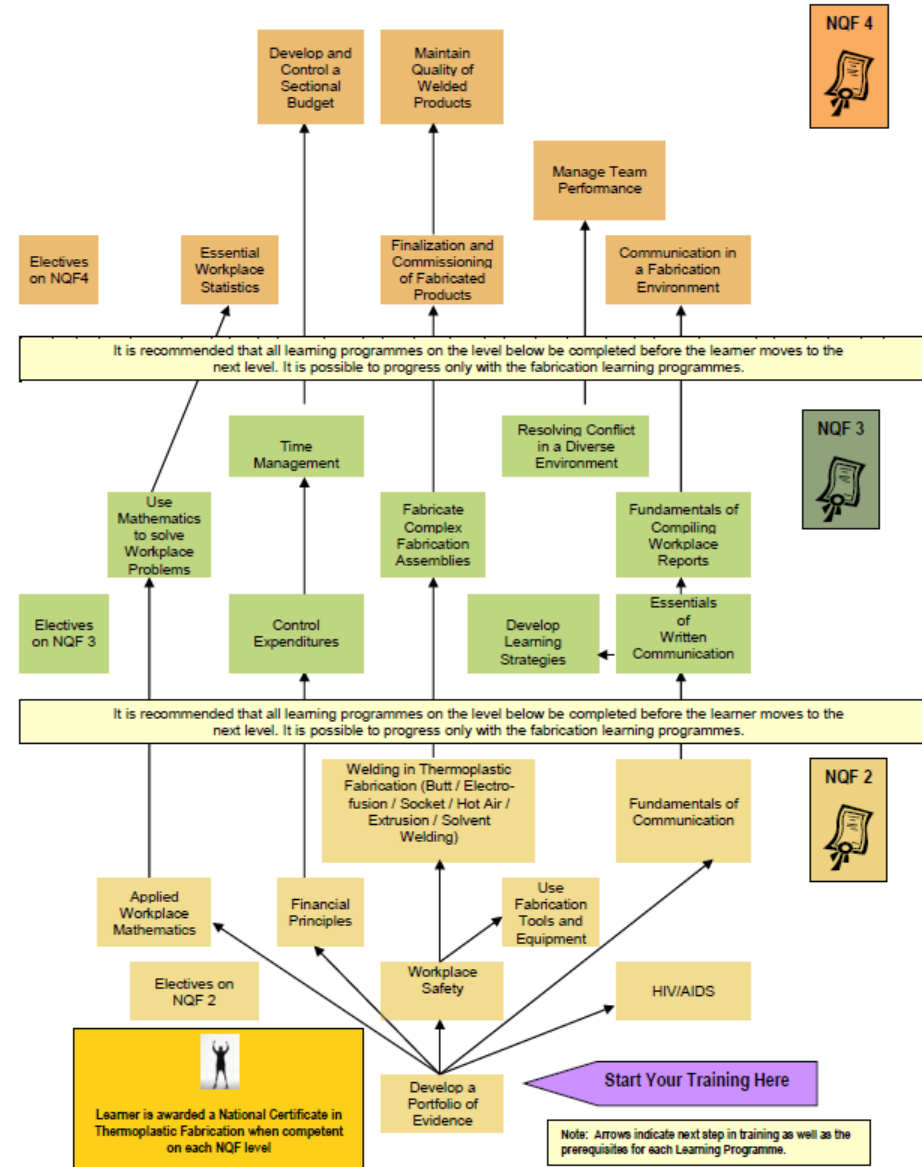 NQF 4
Develop and
Control a
Sectional
Budget
Maintain
Quality of
Welded
Products
Manage Team
Performance
Electives
on NQF4
Essential
Workplace
Statistics
Finalization and
Commissioning
of Fabricated
Products
Communication in
a Fabrication
Environment
It is recommended that all learning programmes on the level below be completed before the learner moves to the
next level. It is possible to progress only with the fabrication learning programmes.
NQF 3
Time
Management
Resolving Conflict
in a Diverse
Environment
Use
Mathematics
to solve
Workplace
Problems
Fabricate
Complex
Fabrication
Assemblies
Fundamentals of
Compiling
Workplace
Reports
Electives
on NQF 3
Control
Expenditures
Develop
Learning
Strategies
Essentials
of
Written
Communication
It is recommended that all learning programmes on the level below be completed before the learner moves to the
next level. It is possible to progress only with the fabrication learning programmes.
NQF 2
Welding in Thermoplastic
Fabrication (Butt / Electro-
fusion / Socket / Hot Air /
Extrusion / Solvent
Welding)
Fundamentals of
Communication
Applied
Workplace
Mathematics
Financial
Principles
Use
Fabrication
Tools and
Equipment
Electives on
NQF 2
Workplace
Safety
HIV/AIDS
Learner is awarded a National Certificate in
Thermoplastic Fabrication when competent
on each NQF level
Develop a
Portfolio of
Evidence
Start Your Training Here
Note: Arrows indicate next step in training as well as the
prerequisites for each Learning Programme.